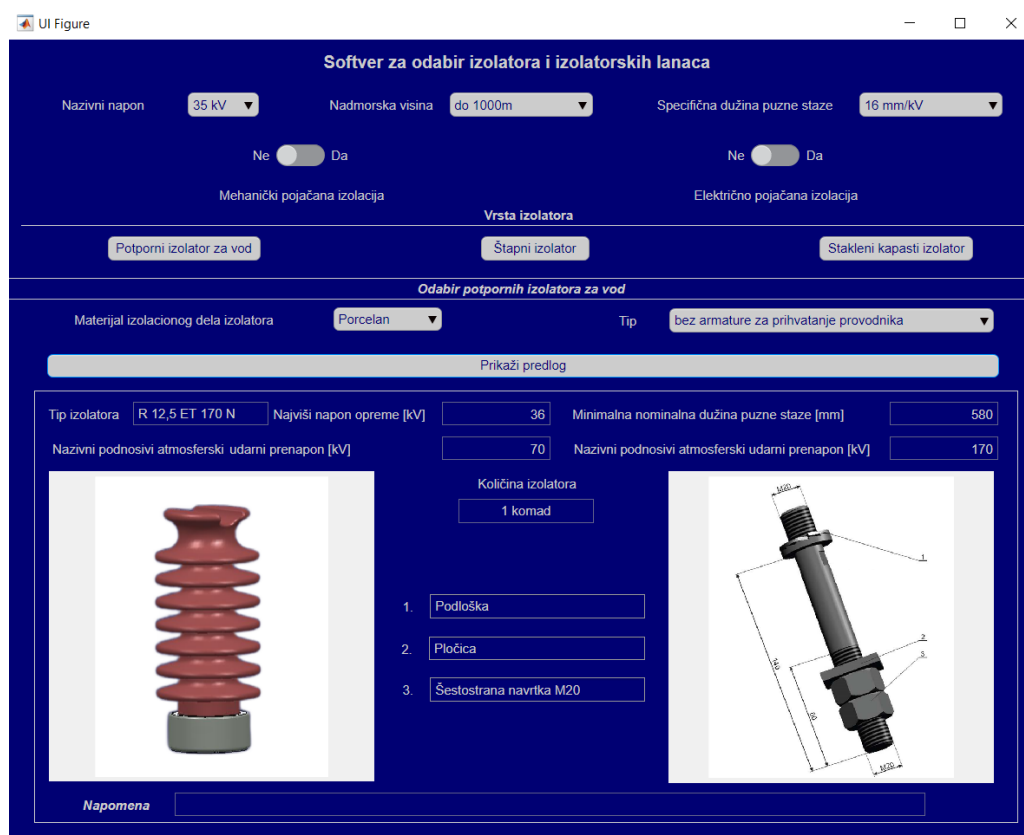 UI Figure
Softver za odabir izolatora i izolatorskih lanaca
Nazivni napon 35 kV Nadmorska visina do 1000m Specifična dužina puzne staze 16 mm/kV
Ne Da Ne Da
Mehanički pojačana izolacija Električno pojačana izolacija
Vrsta izolatora
Potporni izolator za vod Štapni izolator Stakleni kapasti izolator
Odabir potpornih izolatora za vod
Materijal izolacionog dela izolatora Porcelan Tip bez armature za prihvatanje provodnika
Prikaži predlog
Tip izolatora R 12,5 ET 170 N Najviši napon opreme [kV] 36 Minimalna nominalna dužina puzne staze [mm] 580
Nazivni podnosivi atmosferski udarni prenapon [kV] 70 Nazivni podnosivi atmosferski udarni prenapon [kV] 170
Količina izolatora
1 komad
M20
1
1. Podloška
2. Pločica
2
3. Šestostrana navrtka M20
140
M20
Napomena